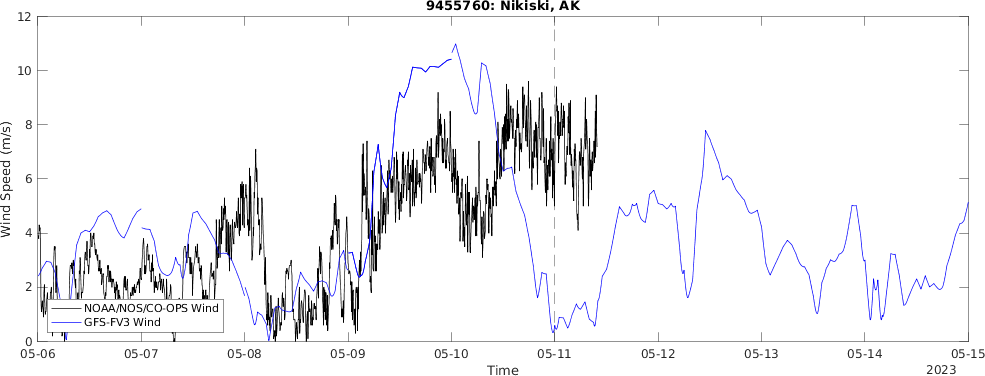 9455760: Nikiski, AK
Wind Speed (m/s)
12
10
8
6
4
2
0
NOAA/NOS/CO-OPS Wind
GFS-FV3 Wind
05-06 05-07 05-08 05-09 05-10 05-11 05-12 05-13 05-14 05-15
Time
2023